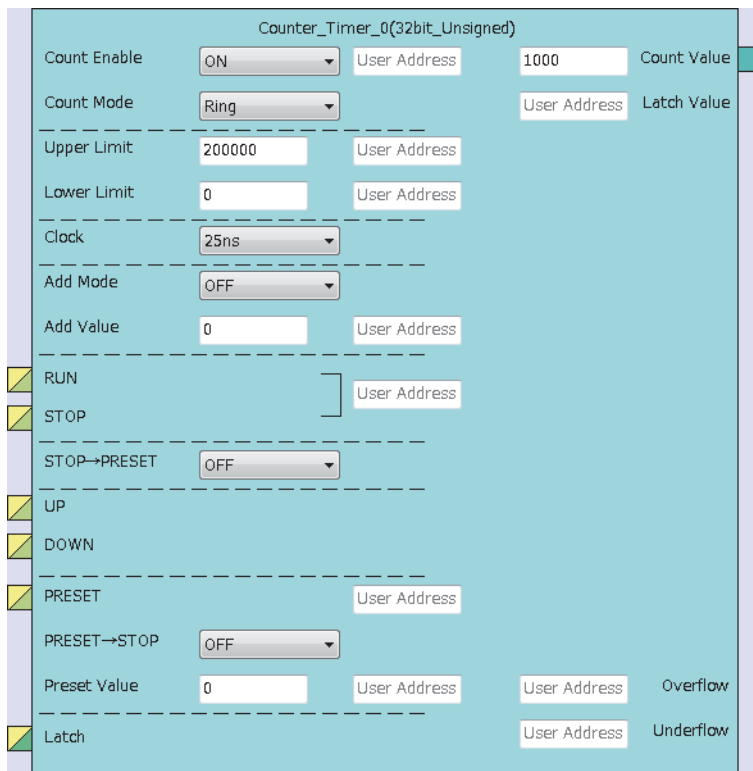 Counter_Timer_0(32bit_Unsigned)
Count Enable ON User Address 1000 Count Value
Count Mode Ring User Address Latch Value
Upper Limit 200000 User Address
Lower Limit 0 User Address
Clock 25ns
Add Mode OFF
Add Value 0 User Address
RUN
User Address
STOP
STOP→PRESET OFF
UP
DOWN
PRESET User Address
PRESET→STOP OFF
Preset Value 0 User Address User Address Overflow
Latch User Address Underflow